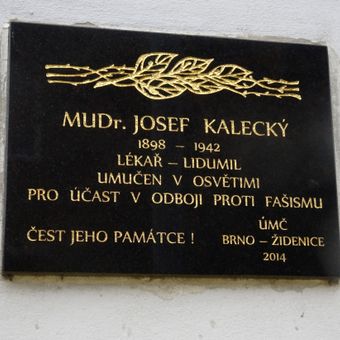 MUDr. JOSEF KALECKÝ
1898 – 1942
LÉKAŘ – LIDUMIL
UMUČEN V OSVĚTIMI
PRO ÚČAST V ODBOJI PROTI FAŠISMU
ČEST JEHO PAMÁTCE !
ÚMČ
BRNO – ŽIDENICE
2014